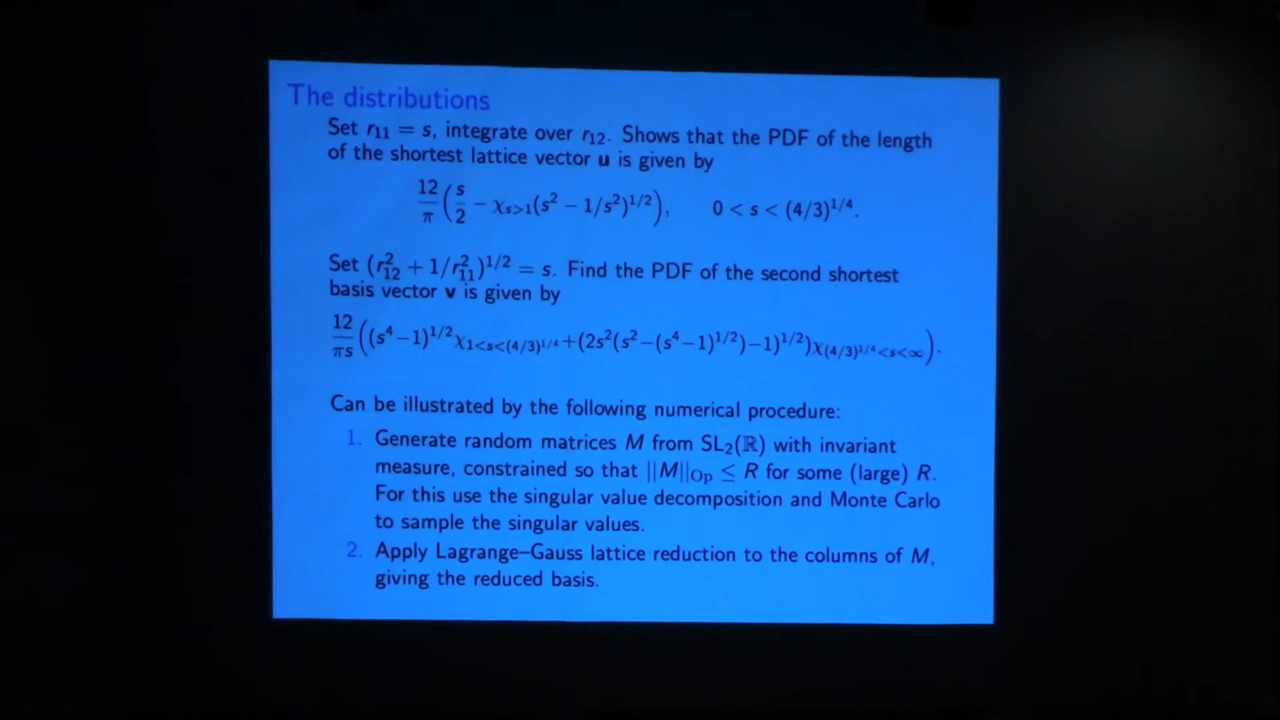 The distributions
Set r₁₁ = s, integrate over r₁₂. Shows that the PDF of the length
of the shortest lattice vector u is given by
12/π (s/2 − χ_{s>1}(s² − 1/s²)^{1/2}), 0 < s < (4/3)^{1/4}.
Set (r²₁₂ + 1/r²₁₁)^{1/2} = s. Find the PDF of the second shortest
basis vector v is given by
12/πs ((s⁴−1)^{1/2}χ_{1<s<(4/3)^{1/4}}+(2s²(s²−(s⁴−1)^{1/2})−1)^{1/2})χ_{(4/3)^{1/4}<s<∞}).
Can be illustrated by the following numerical procedure:
1. Generate random matrices M from SL₂(ℝ) with invariant
measure, constrained so that ||M||_{Op} ≤ R for some (large) R.
For this use the singular value decomposition and Monte Carlo
to sample the singular values.
2. Apply Lagrange–Gauss lattice reduction to the columns of M,
giving the reduced basis.